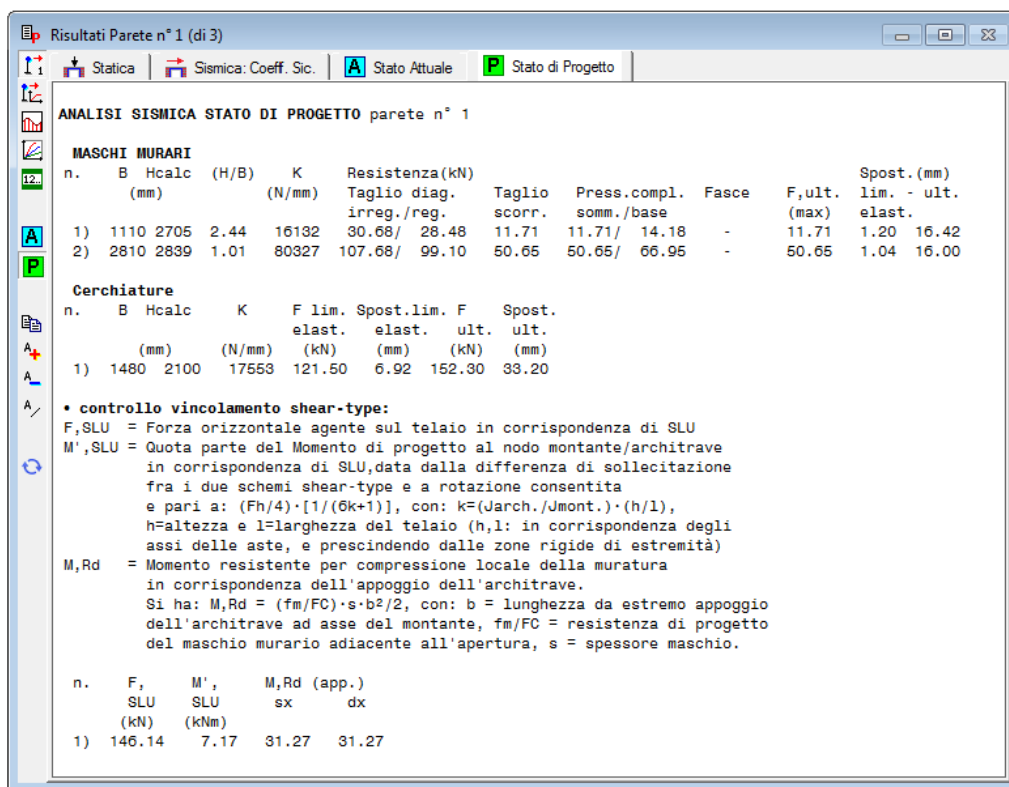 Risultati Parete n° 1 (di 3)
Statica Sismica: Coeff. Sic. A Stato Attuale P Stato di Progetto
ANALISI SISMICA STATO DI PROGETTO parete n° 1
MASCHI MURARI
n. B Hcalc (H/B) K Resistenza(kN) Spost.(mm)
(mm) (N/mm) Taglio diag. Taglio Press.compl. Fasce F,ult. lim. - ult.
irreg./reg. scorr. somm./base (max) elast.
1) 1110 2705 2.44 16132 30.68/ 28.48 11.71 11.71/ 14.18 - 11.71 1.20 16.42
2) 2810 2839 1.01 80327 107.68/ 99.10 50.65 50.65/ 66.95 - 50.65 1.04 16.00
Cerchiature
n. B Hcalc K F lim. Spost.lim. F Spost.
elast. elast. ult. ult.
(mm) (N/mm) (kN) (mm) (kN) (mm)
1) 1480 2100 17553 121.50 6.92 152.30 33.20
• controllo vincolamento shear-type:
F,SLU = Forza orizzontale agente sul telaio in corrispondenza di SLU
M',SLU = Quota parte del Momento di progetto al nodo montante/architrave
in corrispondenza di SLU,data dalla differenza di sollecitazione
fra i due schemi shear-type e a rotazione consentita
e pari a: (Fh/4)·[1/(6k+1)], con: k=(Jarch./Jmont.)·(h/l),
h=altezza e l=larghezza del telaio (h,l: in corrispondenza degli
assi delle aste, e prescindendo dalle zone rigide di estremità)
M,Rd = Momento resistente per compressione locale della muratura
in corrispondenza dell'appoggio dell'architrave.
Si ha: M,Rd = (fm/FC)·s·b²/2, con: b = lunghezza da estremo appoggio
dell'architrave ad asse del montante, fm/FC = resistenza di progetto
del maschio murario adiacente all'apertura, s = spessore maschio.
n. F, M', M,Rd (app.)
SLU SLU sx dx
(kN) (kNm)
1) 146.14 7.17 31.27 31.27